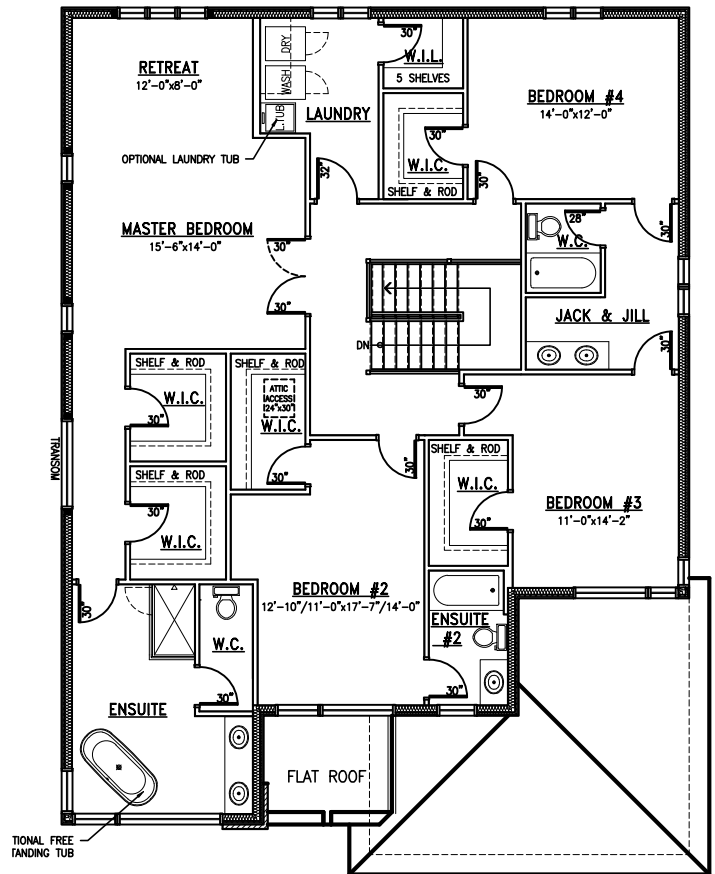 RETREAT
12'-0"x8'-0"
DRY
WASH
L.TUB
30"
W.I.L.
5 SHELVES
LAUNDRY
BEDROOM #4
14'-0"x12'-0"
OPTIONAL LAUNDRY TUB
32"
30"
W.I.C.
SHELF & ROD
30"
28"
W.C.
30"
MASTER BEDROOM
15'-6"x14'-0"
30"
30"
DN
JACK & JILL
30"
SHELF & ROD
W.I.C.
30"
SHELF & ROD
ATTIC
ACCESS
24"x30"
W.I.C.
30"
30"
30"
TRANSOM
SHELF & ROD
30"
W.I.C.
SHELF & ROD
W.I.C.
30"
BEDROOM #3
11'-0"x14'-2"
BEDROOM #2
12'-10"/11'-0"x17'-7"/14'-0"
30"
W.C.
30"
ENSUITE
#2
30"
ENSUITE
FLAT ROOF
TIONAL FREE
TANDING TUB